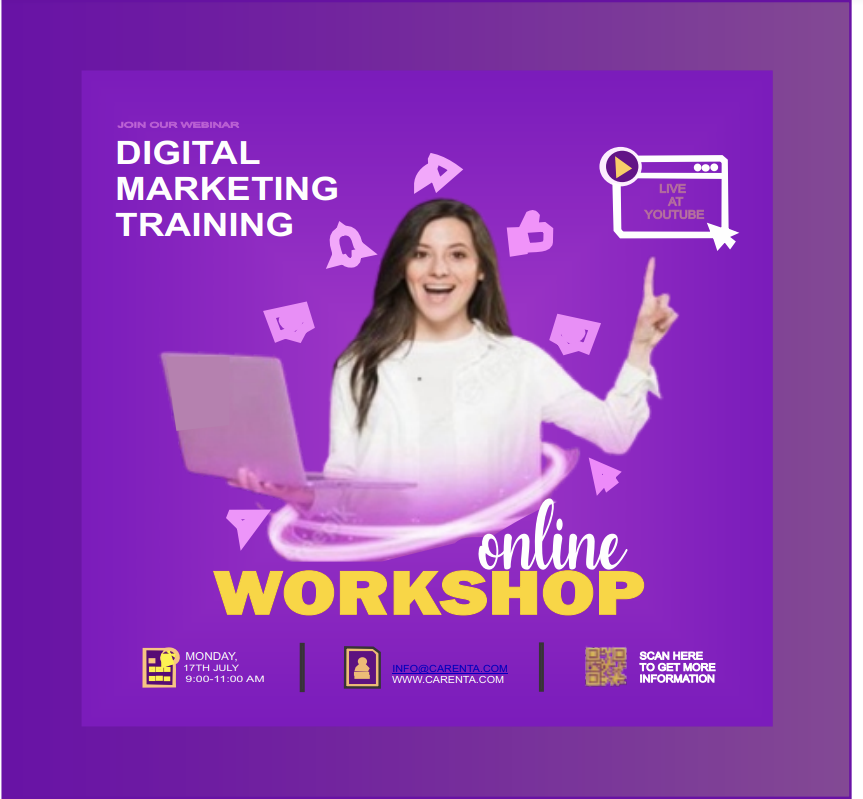 JOIN OUR WEBINAR
DIGITAL
MARKETING
TRAINING
LIVE
AT
YOUTUBE
online
WORKSHOP
MONDAY,
17TH JULY
9:00-11:00 AM
INFO@CARENTA.COM
WWW.CARENTA.COM
SCAN HERE
TO GET MORE
INFORMATION